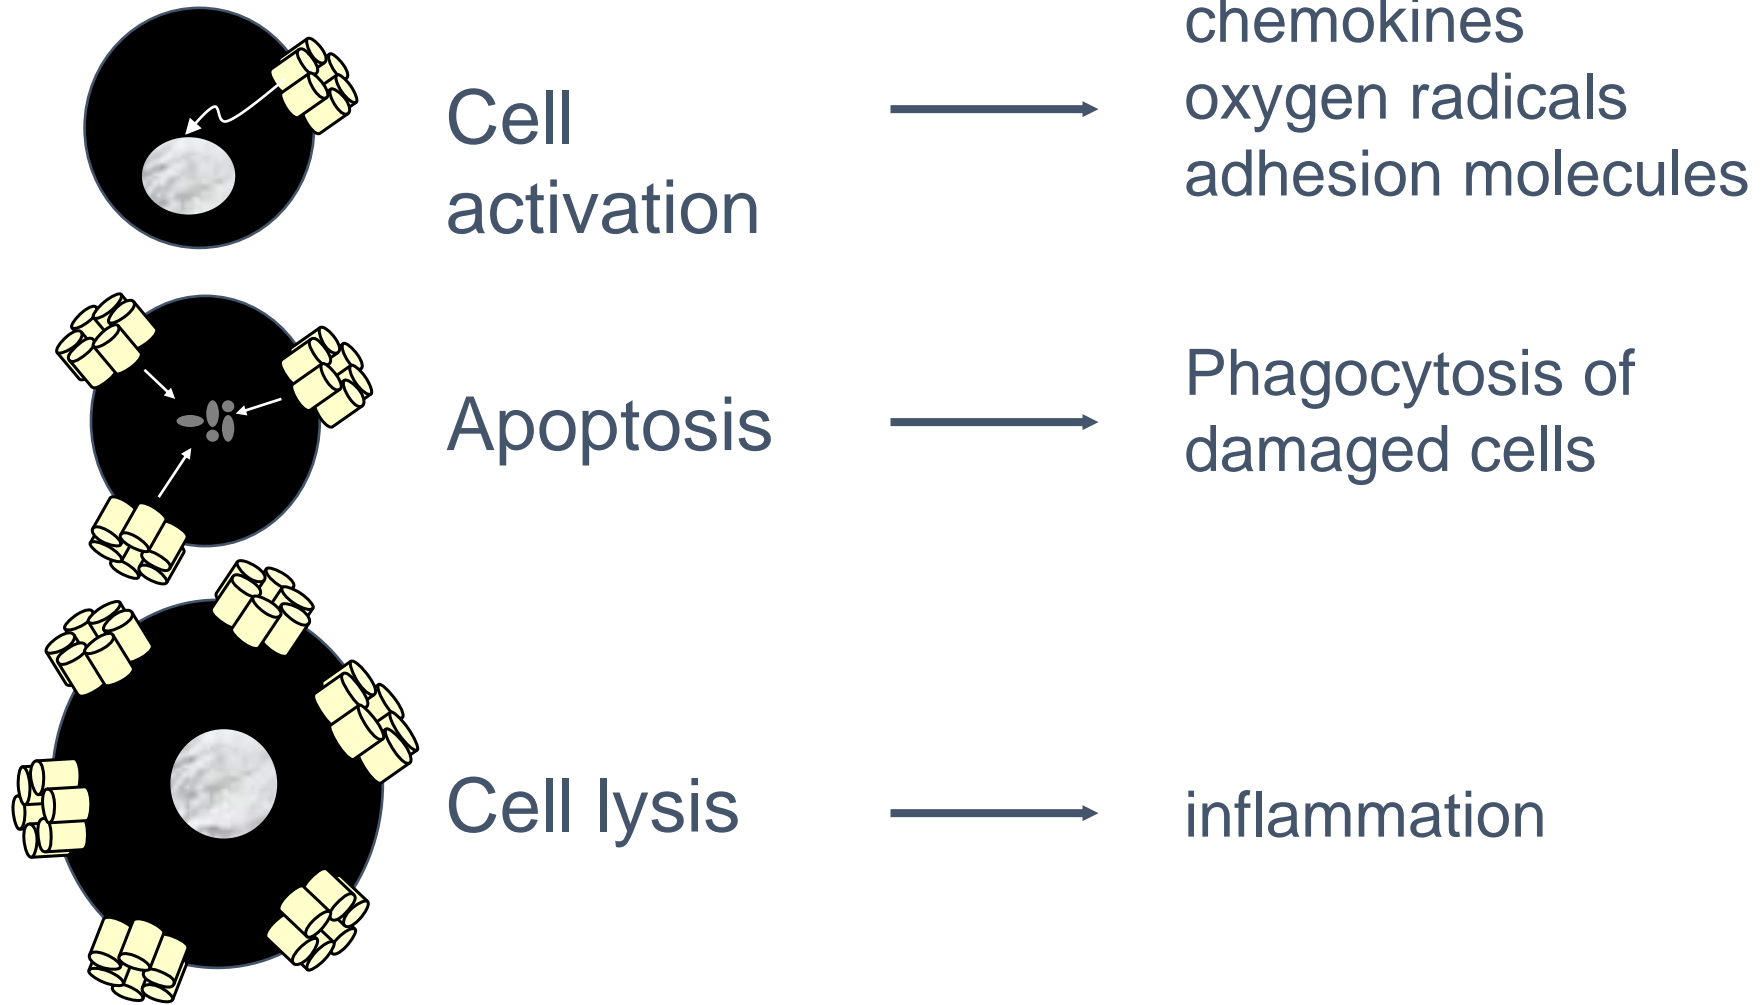 chemokines
Cell
activation
oxygen radicals
adhesion molecules
Apoptosis
Phagocytosis of
damaged cells
Cell lysis
inflammation